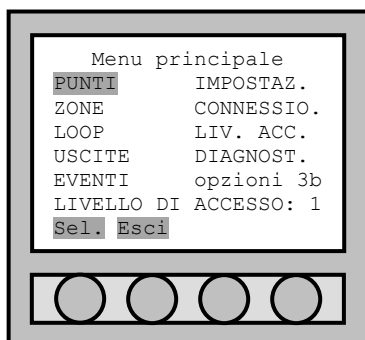 Menu principale
PUNTI IMPOSTAZ.
ZONE CONNESSIO.
LOOP LIV. ACC.
USCITE DIAGNOST.
EVENTI opzioni 3b
LIVELLO DI ACCESSO: 1
Sel. Esci